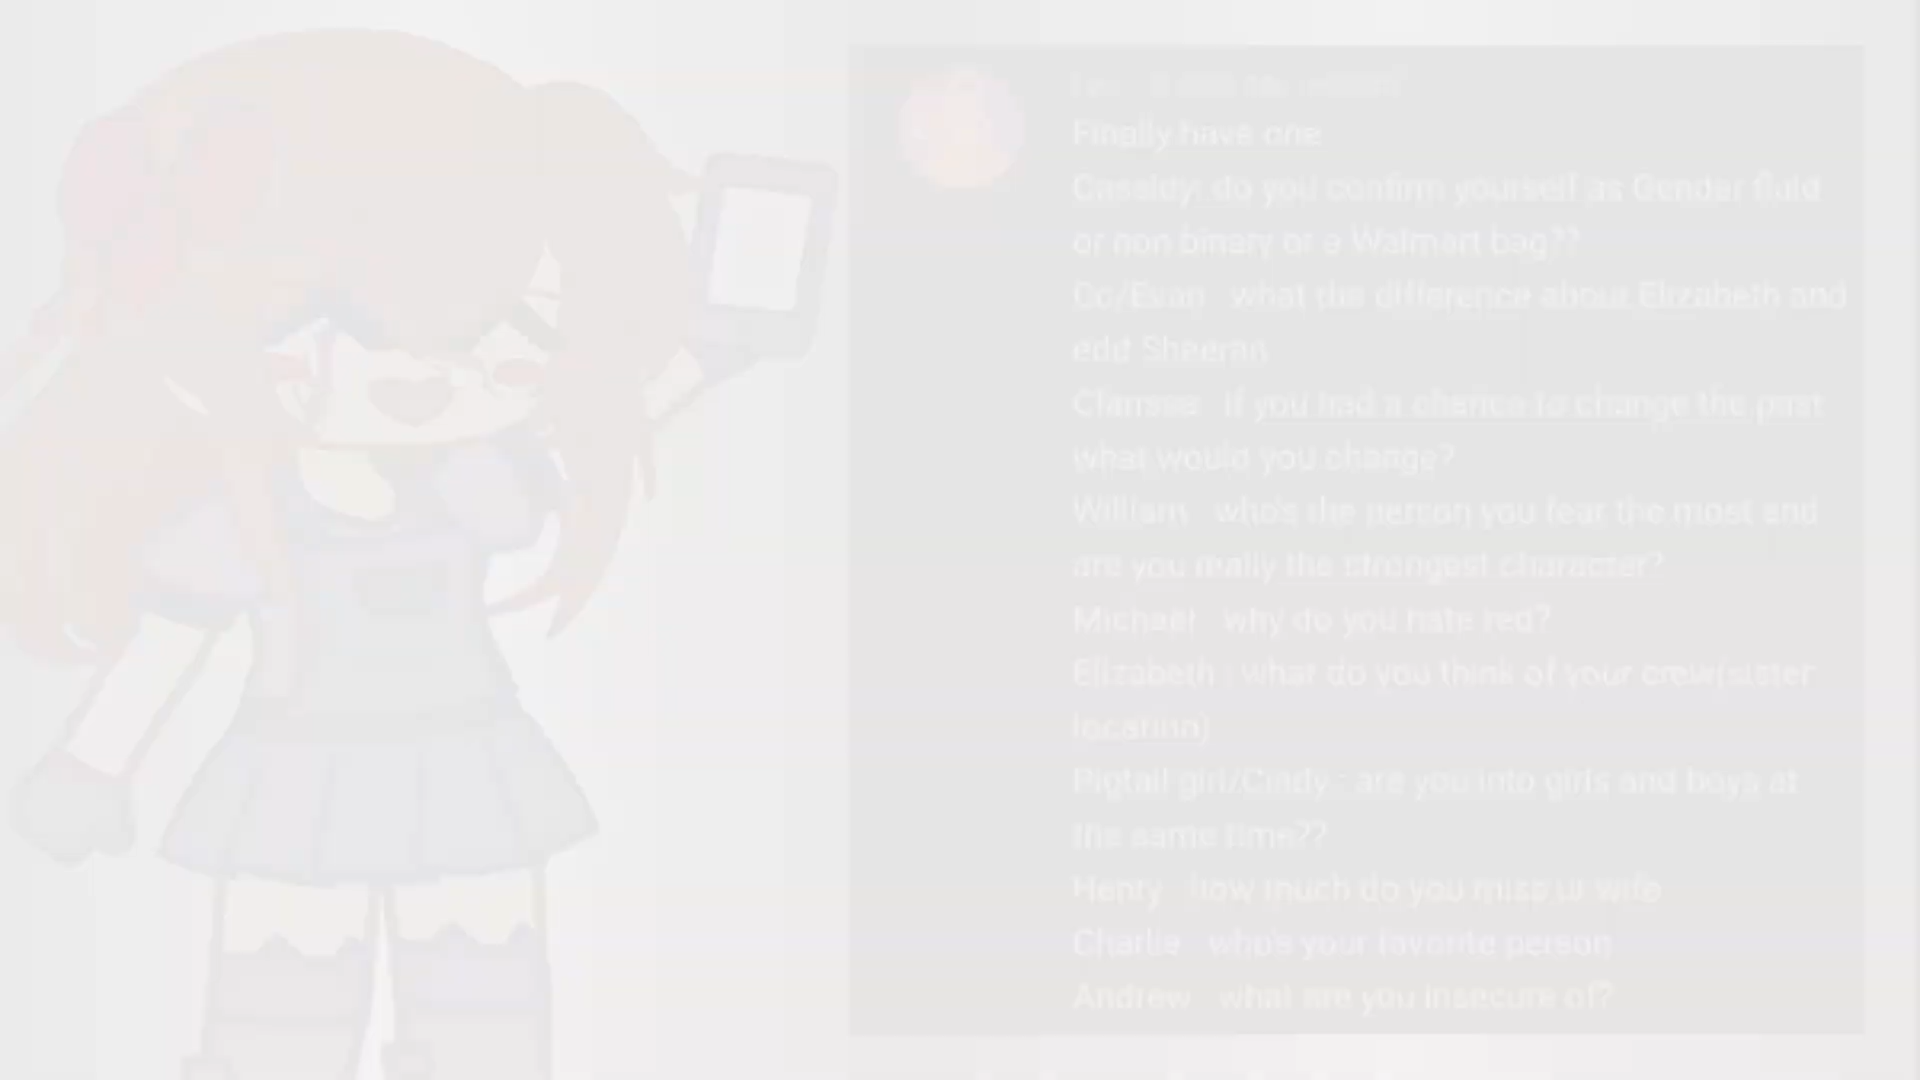 Finally have one
Cassidy: do you confirm yourself as Gender fluid
or non binary or a Walmart bag??
Cc/Evan : what the difference about Elizabeth and
edd Sheeran
Clarissa : if you had a chance to change the past
what would you change?
William : who's the person you fear the most and
are you really the strongest character?
Michael : why do you hate red?
Elizabeth : what do you think of your crew(sister
location)
Pigtail girl/Cindy : are you into girls and boys at
the same time??
Henry : how much do you miss ur wife
Charlie : who's your favorite person
Andrew : what are you insecure of?